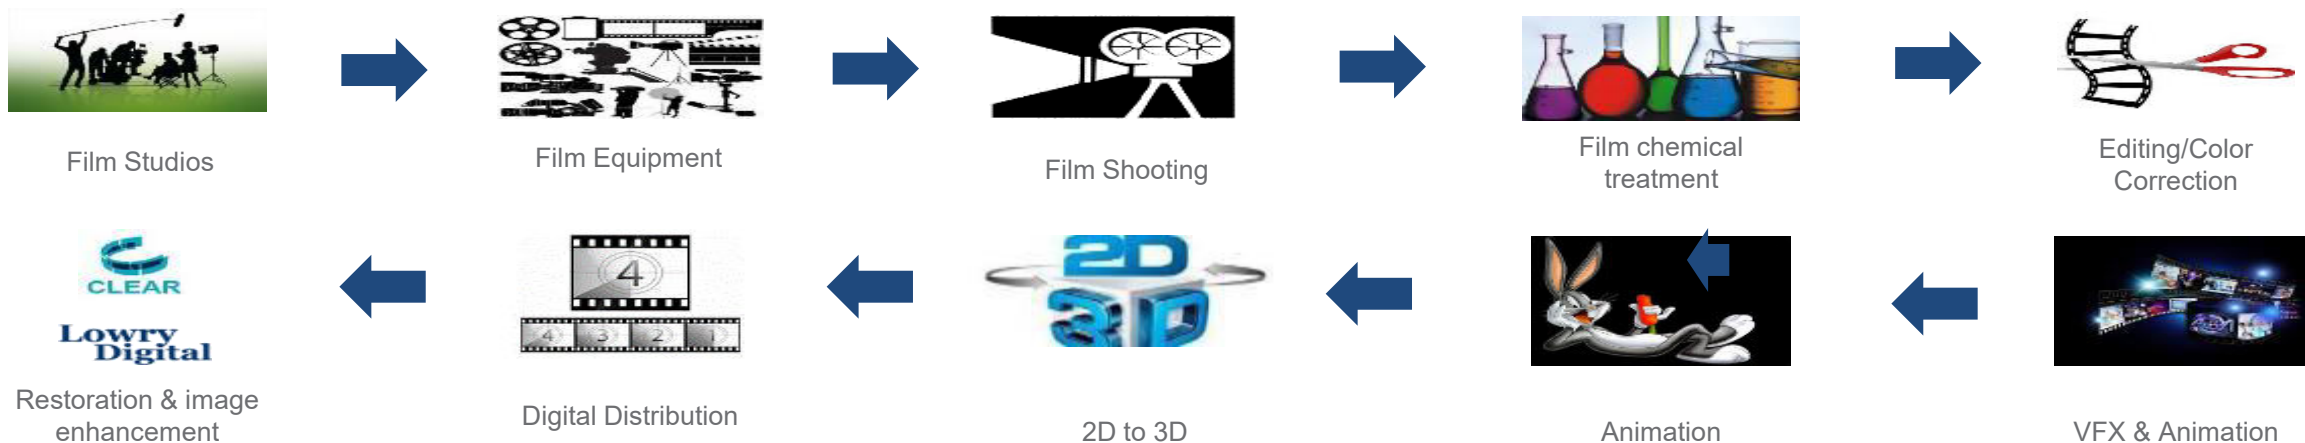 Film Studios
Film Equipment
Film Shooting
Film chemical
treatment
Editing/Color
Correction
CLEAR
Lowry
Digital
Restoration & image
enhancement
4
4 3 2 1
Digital Distribution
2D
3D
2D to 3D
Animation
VFX & Animation